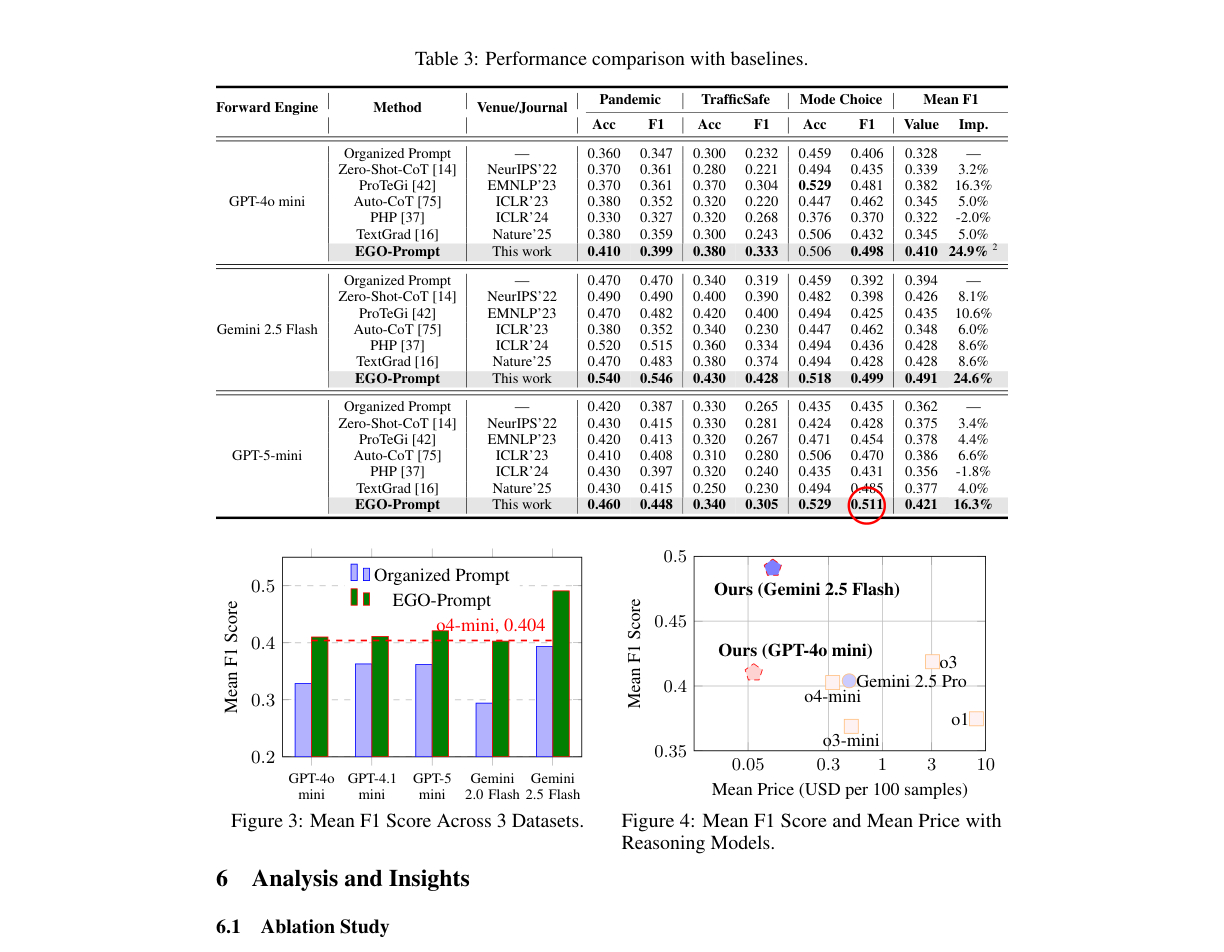 Table 3: Performance comparison with baselines.
Forward Engine Method Venue/Journal Pandemic TrafficSafe Mode Choice Mean F1
Acc F1 Acc F1 Acc F1 Value Imp.
Organized Prompt — 0.360 0.347 0.300 0.232 0.459 0.406 0.328 —
Zero-Shot-CoT [14] NeurIPS'22 0.370 0.361 0.280 0.221 0.494 0.435 0.339 3.2%
ProTeGi [42] EMNLP'23 0.370 0.361 0.370 0.304 0.529 0.481 0.382 16.3%
GPT-4o mini Auto-CoT [75] ICLR'23 0.380 0.352 0.320 0.220 0.447 0.462 0.345 5.0%
PHP [37] ICLR'24 0.330 0.327 0.320 0.268 0.376 0.370 0.322 -2.0%
TextGrad [16] Nature'25 0.380 0.359 0.300 0.243 0.506 0.432 0.345 5.0%
EGO-Prompt This work 0.410 0.399 0.380 0.333 0.506 0.498 0.410 24.9% 2
Organized Prompt — 0.470 0.470 0.340 0.319 0.459 0.392 0.394 —
Zero-Shot-CoT [14] NeurIPS'22 0.490 0.490 0.400 0.390 0.482 0.398 0.426 8.1%
ProTeGi [42] EMNLP'23 0.470 0.482 0.420 0.400 0.494 0.425 0.435 10.6%
Gemini 2.5 Flash Auto-CoT [75] ICLR'23 0.380 0.352 0.340 0.230 0.447 0.462 0.348 6.0%
PHP [37] ICLR'24 0.520 0.515 0.360 0.334 0.494 0.436 0.428 8.6%
TextGrad [16] Nature'25 0.470 0.483 0.380 0.374 0.494 0.428 0.428 8.6%
EGO-Prompt This work 0.540 0.546 0.430 0.428 0.518 0.499 0.491 24.6%
Organized Prompt — 0.420 0.387 0.330 0.265 0.435 0.435 0.362 —
Zero-Shot-CoT [14] NeurIPS'22 0.430 0.415 0.330 0.281 0.424 0.428 0.375 3.4%
ProTeGi [42] EMNLP'23 0.420 0.413 0.320 0.267 0.471 0.454 0.378 4.4%
GPT-5-mini Auto-CoT [75] ICLR'23 0.410 0.408 0.310 0.280 0.506 0.470 0.386 6.6%
PHP [37] ICLR'24 0.430 0.397 0.320 0.240 0.435 0.431 0.356 -1.8%
TextGrad [16] Nature'25 0.430 0.415 0.250 0.230 0.494 0.485 0.377 4.0%
EGO-Prompt This work 0.460 0.448 0.340 0.305 0.529 0.511 0.421 16.3%
Mean F1 Score
0.5
0.4
0.3
0.2
Organized Prompt
EGO-Prompt
o4-mini, 0.404
GPT-4o GPT-4.1 GPT-5 Gemini Gemini
mini mini mini 2.0 Flash 2.5 Flash
Figure 3: Mean F1 Score Across 3 Datasets.
Mean F1 Score
0.5
0.45
0.4
0.35
Ours (Gemini 2.5 Flash)
Ours (GPT-4o mini)
o3
Gemini 2.5 Pro
o4-mini
o1
o3-mini
0.05 0.3 1 3 10
Mean Price (USD per 100 samples)
Figure 4: Mean F1 Score and Mean Price with
Reasoning Models.
6 Analysis and Insights
6.1 Ablation Study